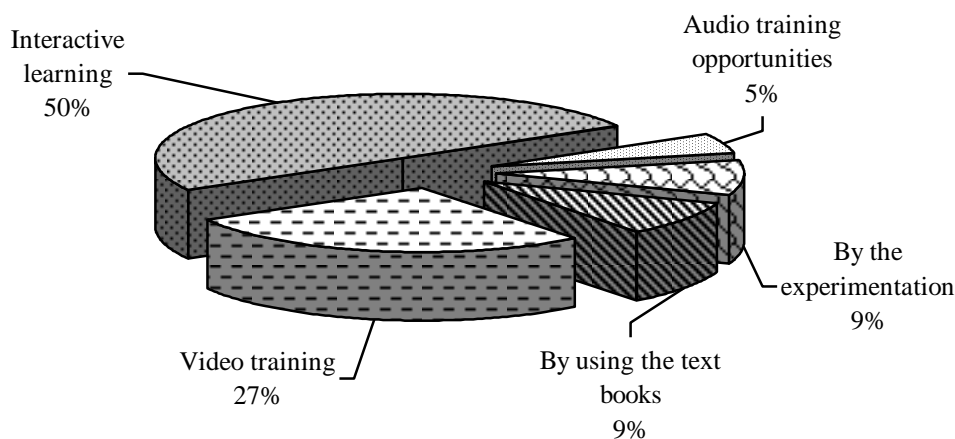 Interactive
learning
50%
Audio training
opportunities
5%
By the
experimentation
9%
By using the text
books
9%
Video training
27%